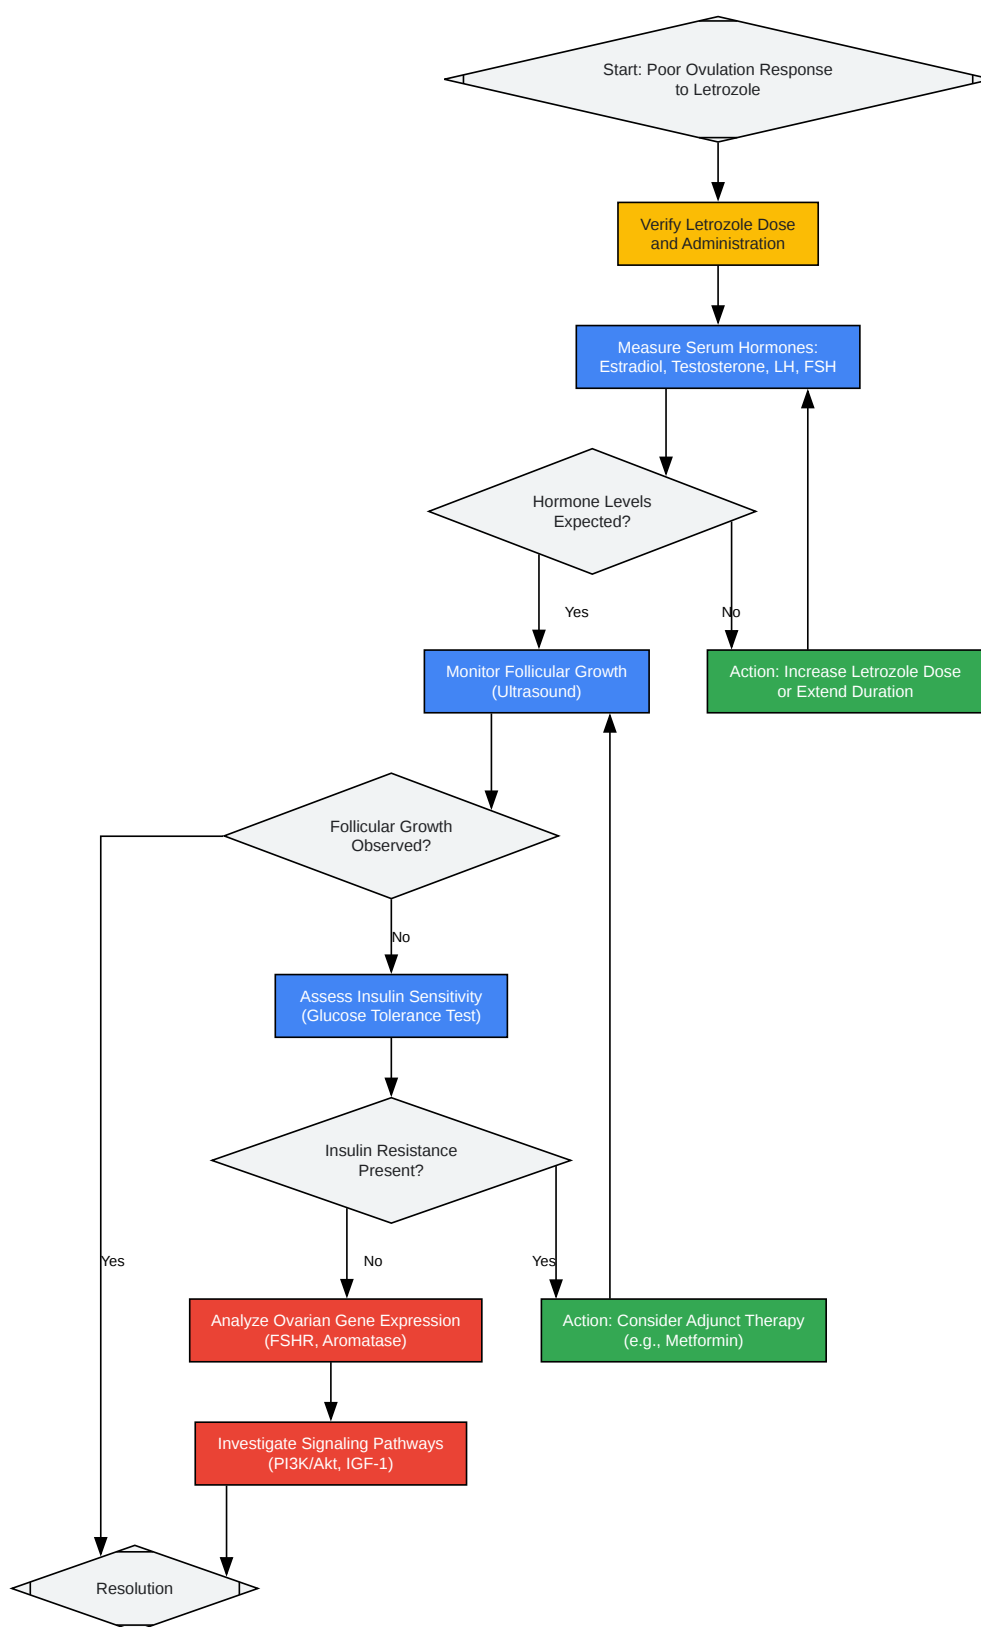 Start: Poor Ovulation Response
to Letrozole
Verify Letrozole Dose
and Administration
Measure Serum Hormones:
Estradiol, Testosterone, LH, FSH
Hormone Levels
Expected?
Yes
No
Monitor Follicular Growth
(Ultrasound)
Action: Increase Letrozole Dose
or Extend Duration
Follicular Growth
Observed?
No
Assess Insulin Sensitivity
(Glucose Tolerance Test)
Insulin Resistance
Present?
Yes
No
Yes
Analyze Ovarian Gene Expression
(FSHR, Aromatase)
Action: Consider Adjunct Therapy
(e.g., Metformin)
Investigate Signaling Pathways
(PI3K/Akt, IGF-1)
Resolution